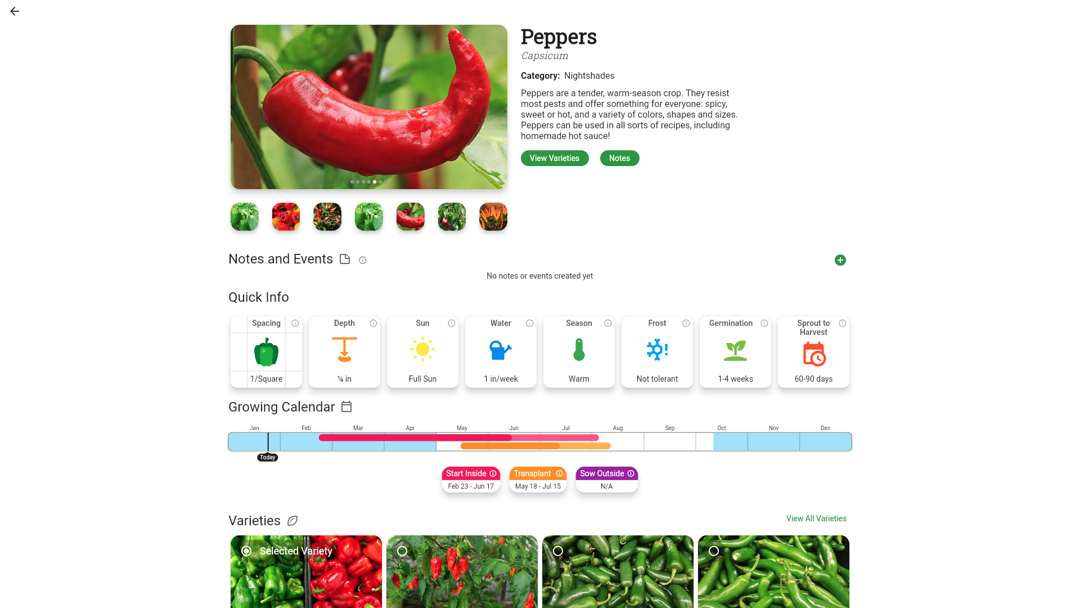 Peppers
Capsicum
Category: Nightshades
Peppers are a tender, warm-season crop. They resist
most pests and offer something for everyone: spicy,
sweet or hot, and a variety of colors, shapes and sizes.
Peppers can be used in all sorts of recipes, including
homemade hot sauce!
View Varieties
Notes
Notes and Events
No notes or events created yet
Quick Info
Spacing
1/Square
Depth
¼ in
Sun
Full Sun
Water
1 in/week
Season
Warm
Frost
Not tolerant
Germination
1-4 weeks
Sprout to
Harvest
60-90 days
Growing Calendar
Jan Feb Mar Apr May Jun Jul Aug Sep Oct Nov Dec
Today
Start Inside
Feb 23 - Jun 17
Transplant
May 18 - Jul 15
Sow Outside
N/A
Varieties
View All Varieties
Selected Variety